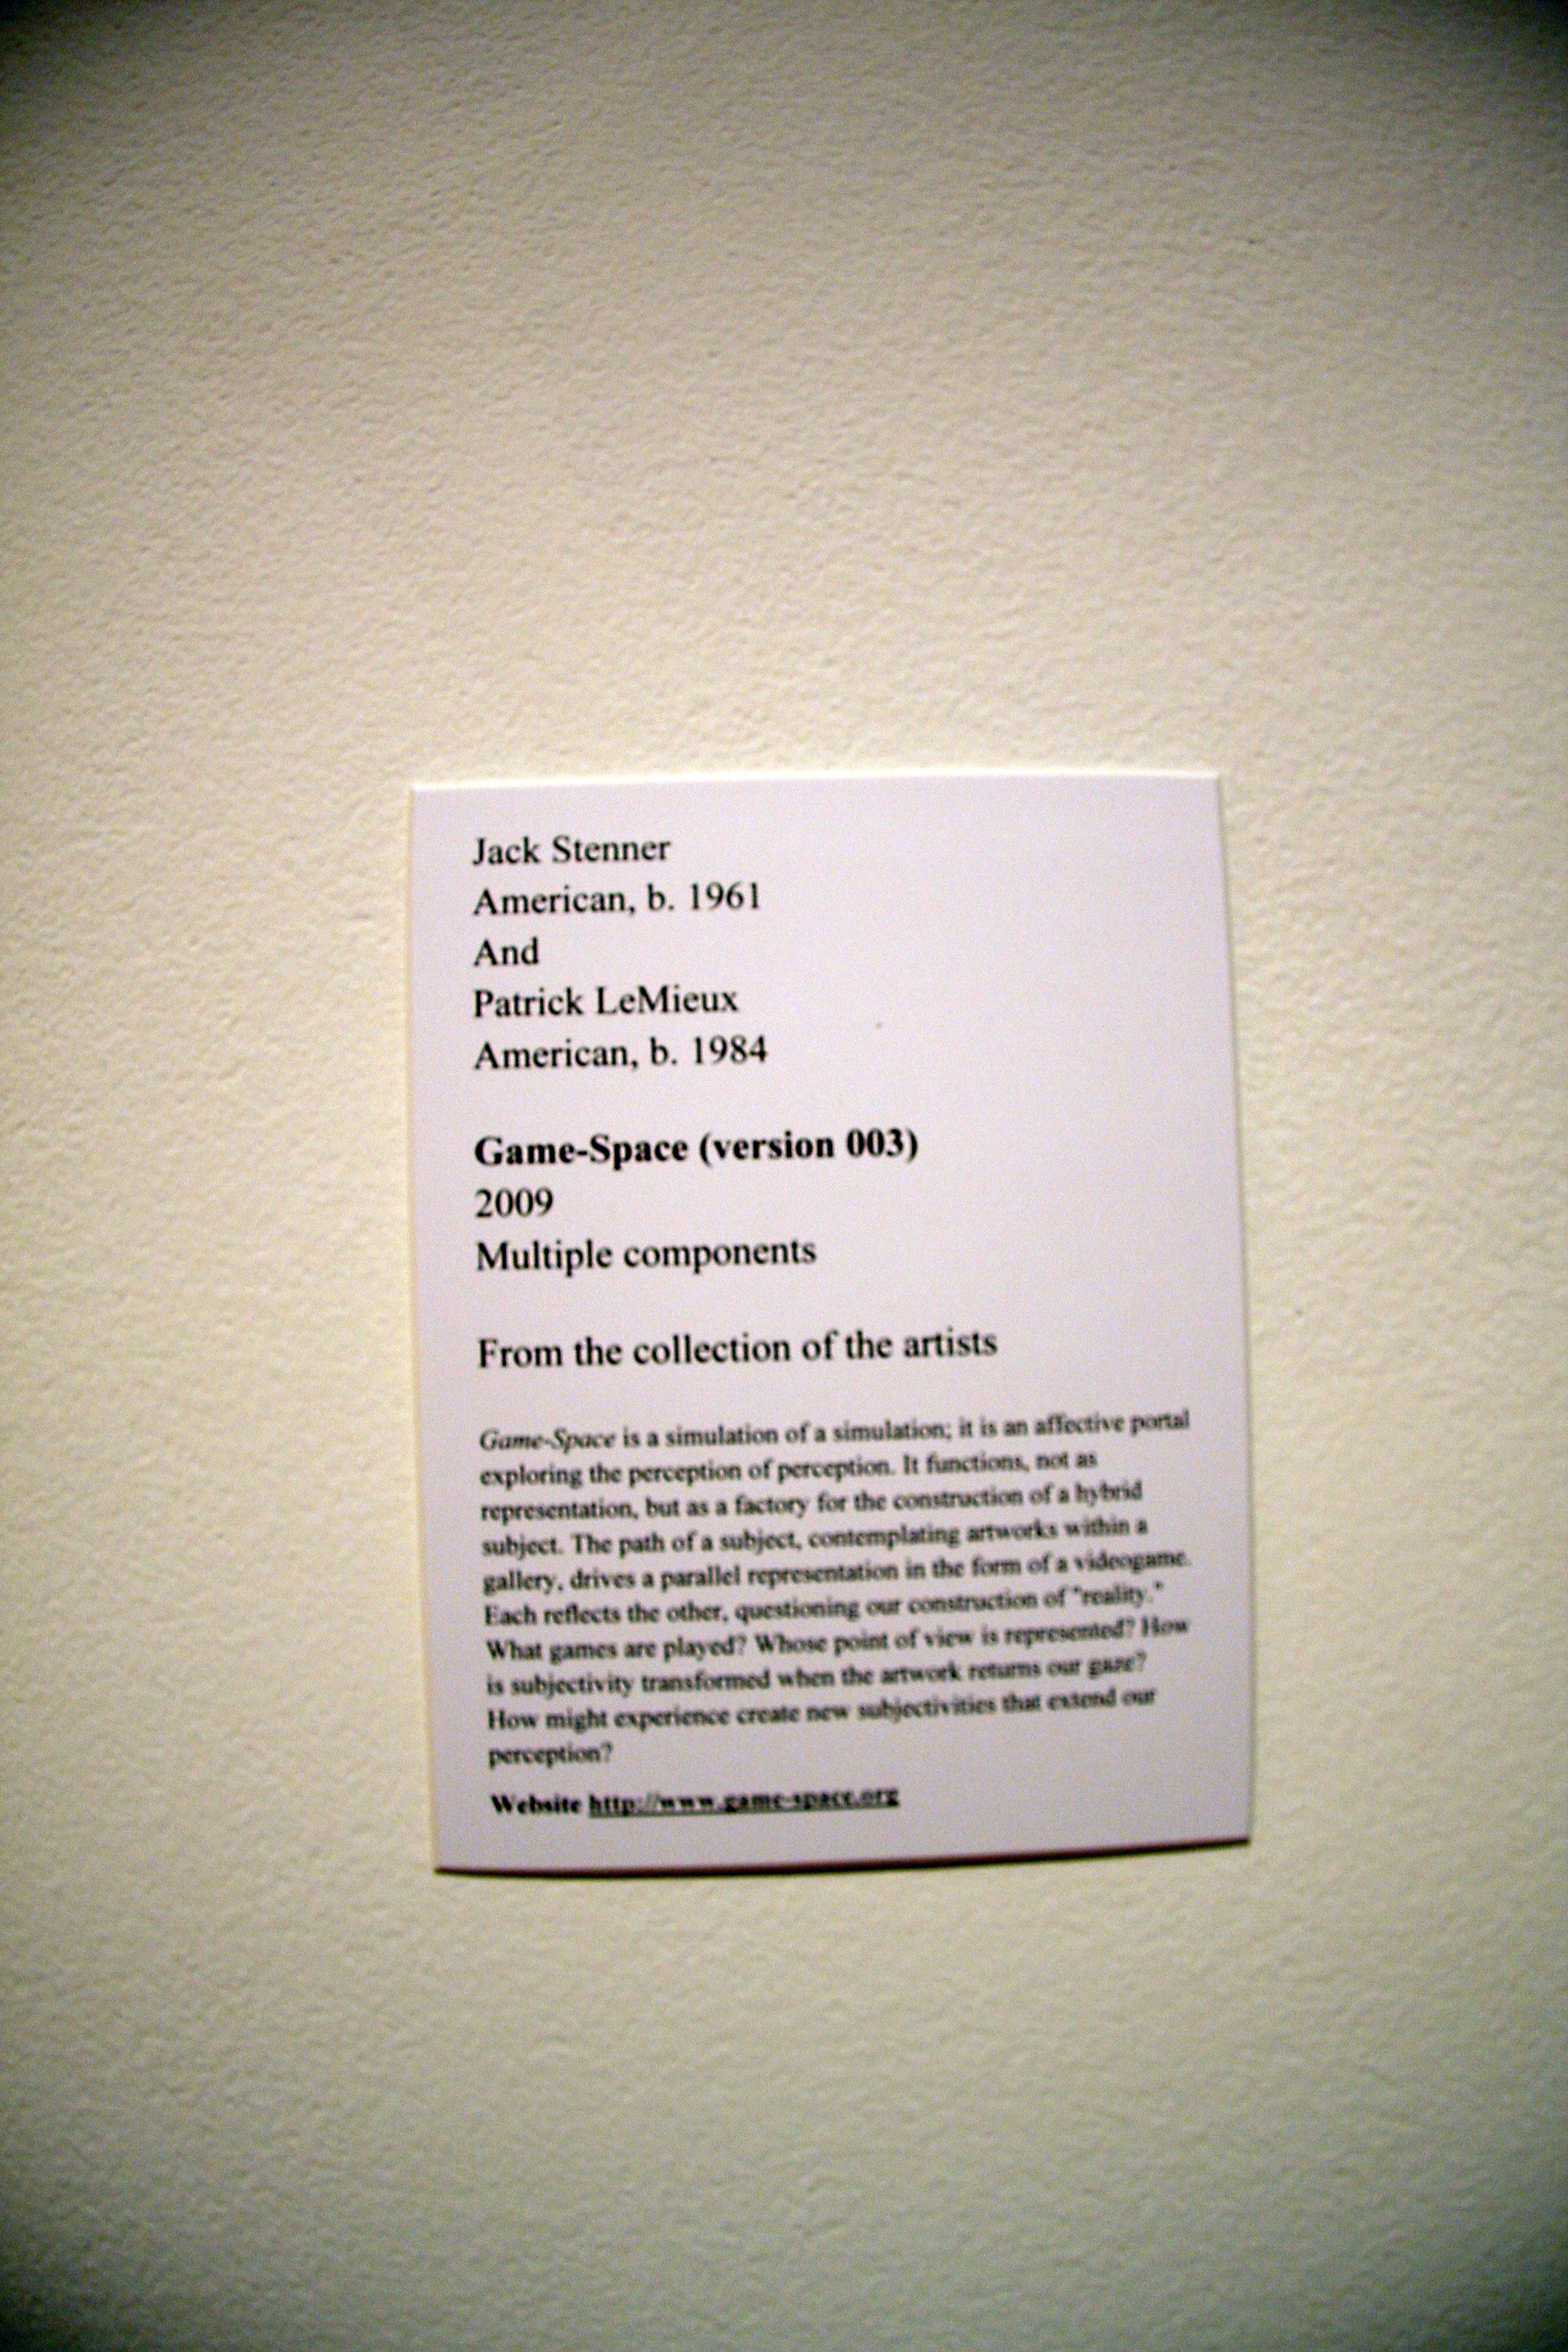 Jack Stenner
American, b. 1961
And
Patrick LeMieux
American, b. 1984
Game-Space (version 003)
2009
Multiple components
From the collection of the artists
Game-Space is a simulation of a simulation; it is an affective portal
exploring the perception of perception. It functions, not as
representation, but as a factory for the construction of a hybrid
subject. The path of a subject, contemplating artworks within a
gallery, drives a parallel representation in the form of a videogame.
Each reflects the other, questioning our construction of "reality."
What games are played? Whose point of view is represented? How
is subjectivity transformed when the artwork returns our gaze?
How might experience create new subjectivities that extend our
perception?
Website http://www.game-space.org